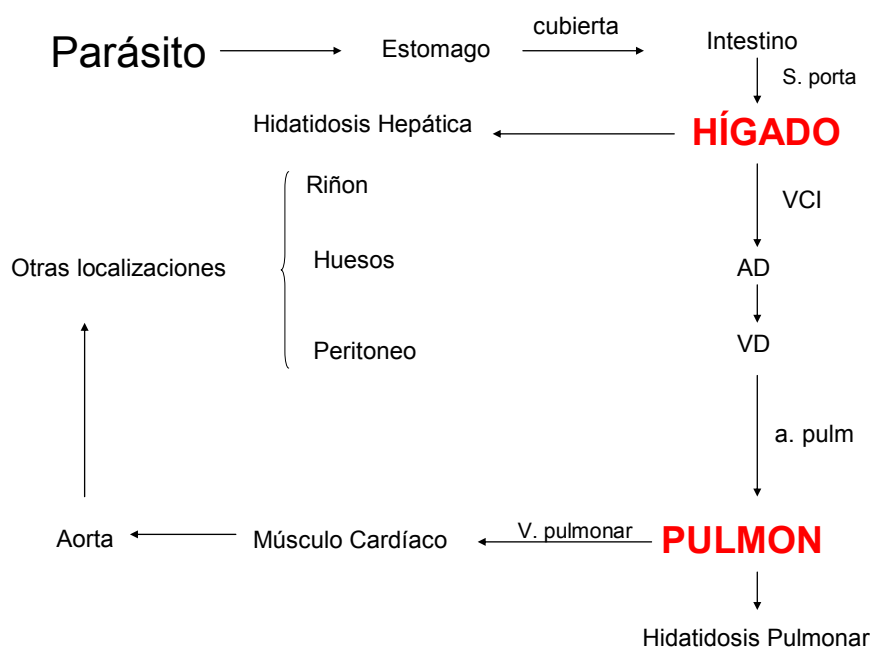 Parásito
Estomago
cubierta
Intestino
S. porta
HÍGADO
Hidatidosis Hepática
Riñon
Huesos
Peritoneo
Otras localizaciones
VCI
AD
VD
a. pulm
PULMON
V. pulmonar
Músculo Cardíaco
Aorta
Hidatidosis Pulmonar